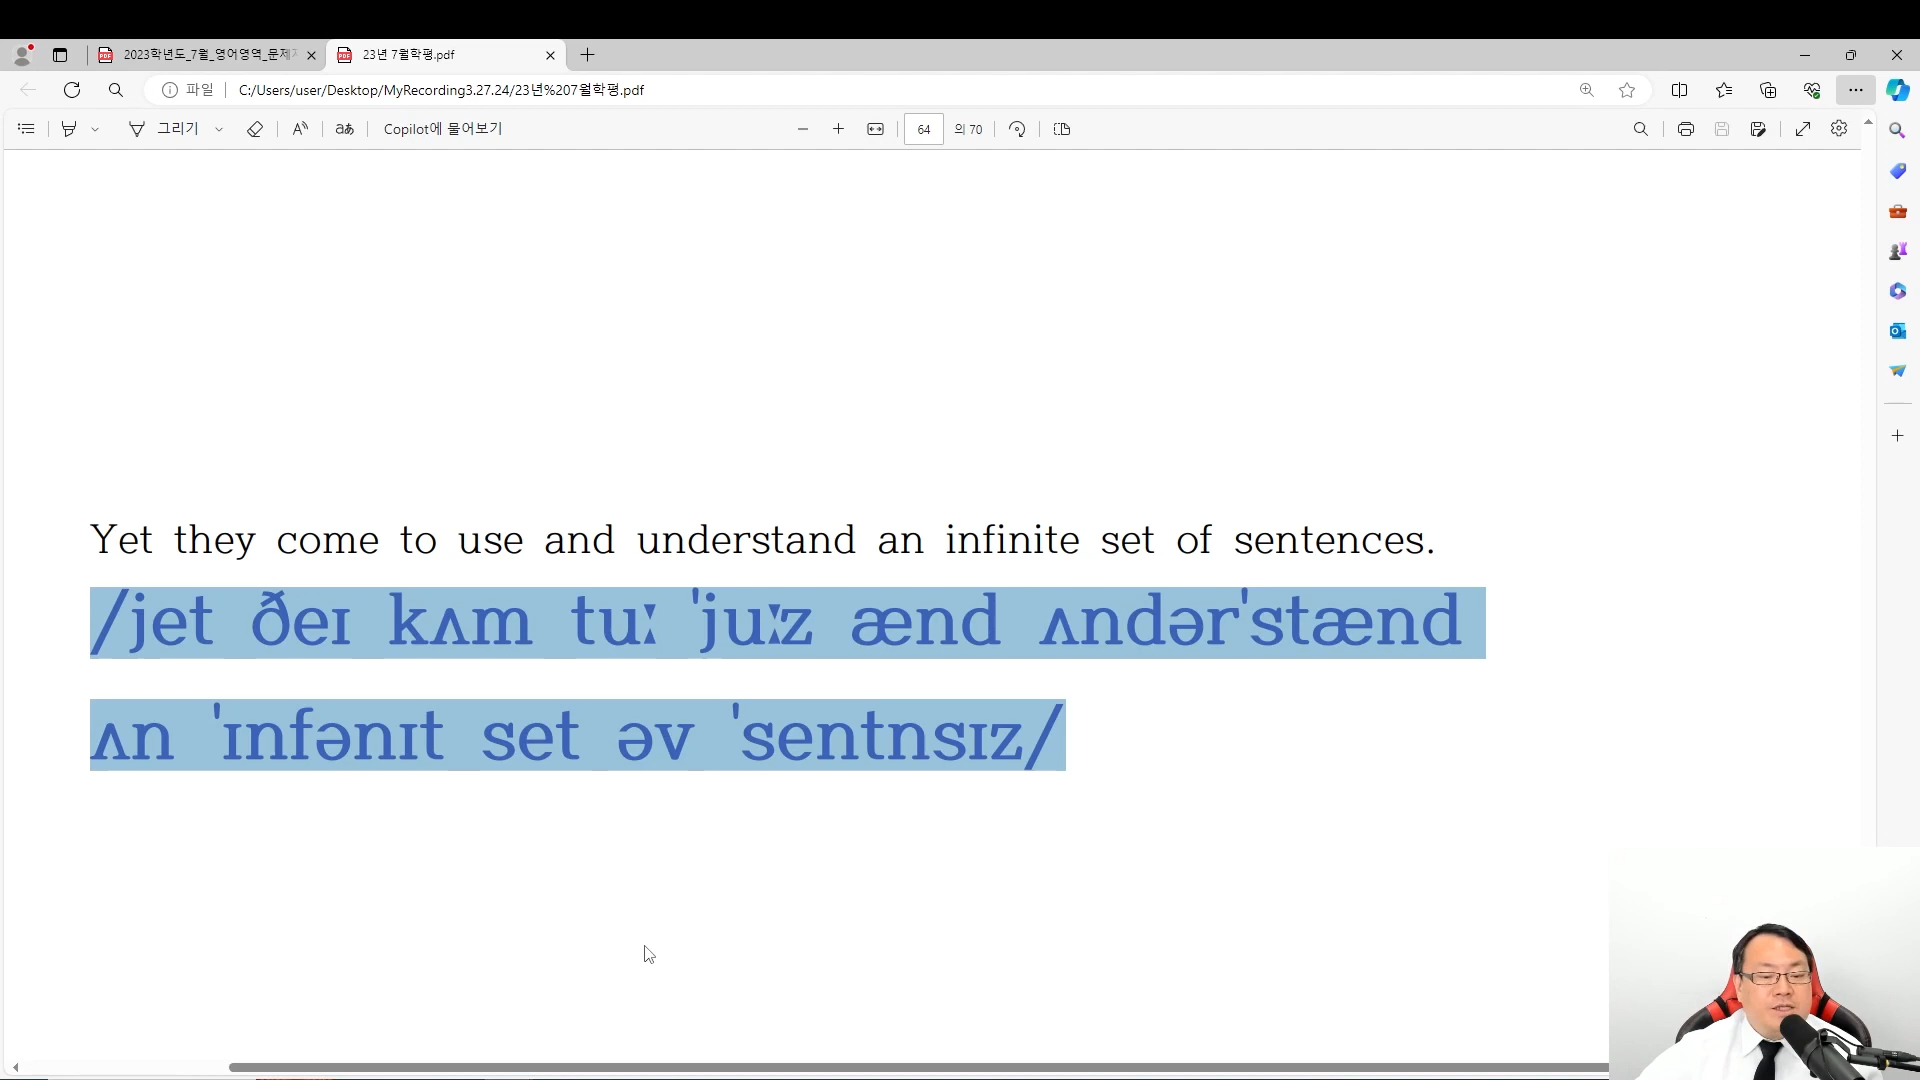 2023학년도_7월_영어영역_문제
23년 7월학평.pdf
파일
C:/Users/user/Desktop/MyRecording3.27.24/23년%207월학평.pdf
그리기
aあ
Copilot에 물어보기
64
의 70
Yet they come to use and understand an infinite set of sentences.
/jet ðeɪ kʌm tuː ˈjuːz ænd ʌndərˈstænd
ʌn ˈɪnfənɪt set əv ˈsentnsɪz/